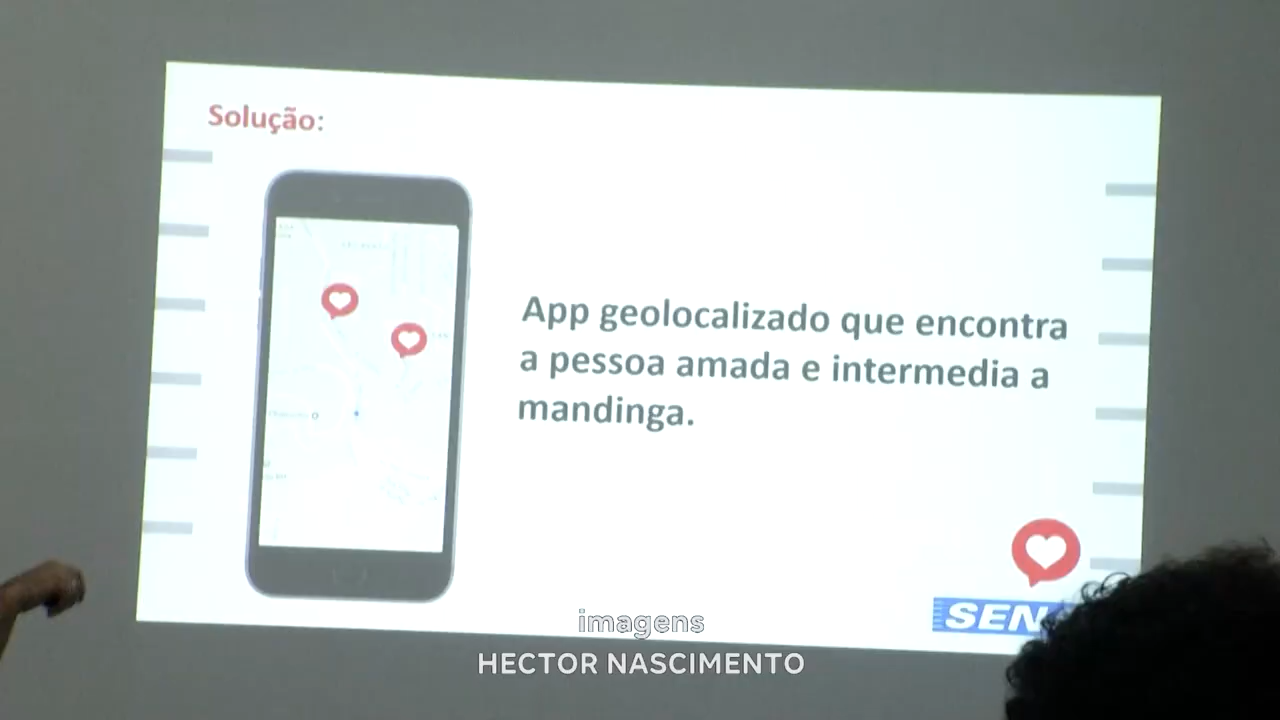 Solução:
App geolocalizado que encontra
a pessoa amada e intermedia a
mandinga.
SEN
imagens
HECTOR NASCIMENTO